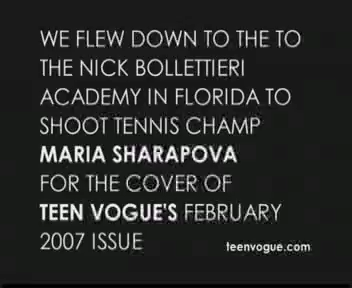 WE FLEW DOWN TO THE TO
THE NICK BOLLETTIERI
ACADEMY IN FLORIDA TO
SHOOT TENNIS CHAMP
MARIA SHARAPOVA
FOR THE COVER OF
TEEN VOGUE'S FEBRUARY
2007 ISSUE
teenvogue.com